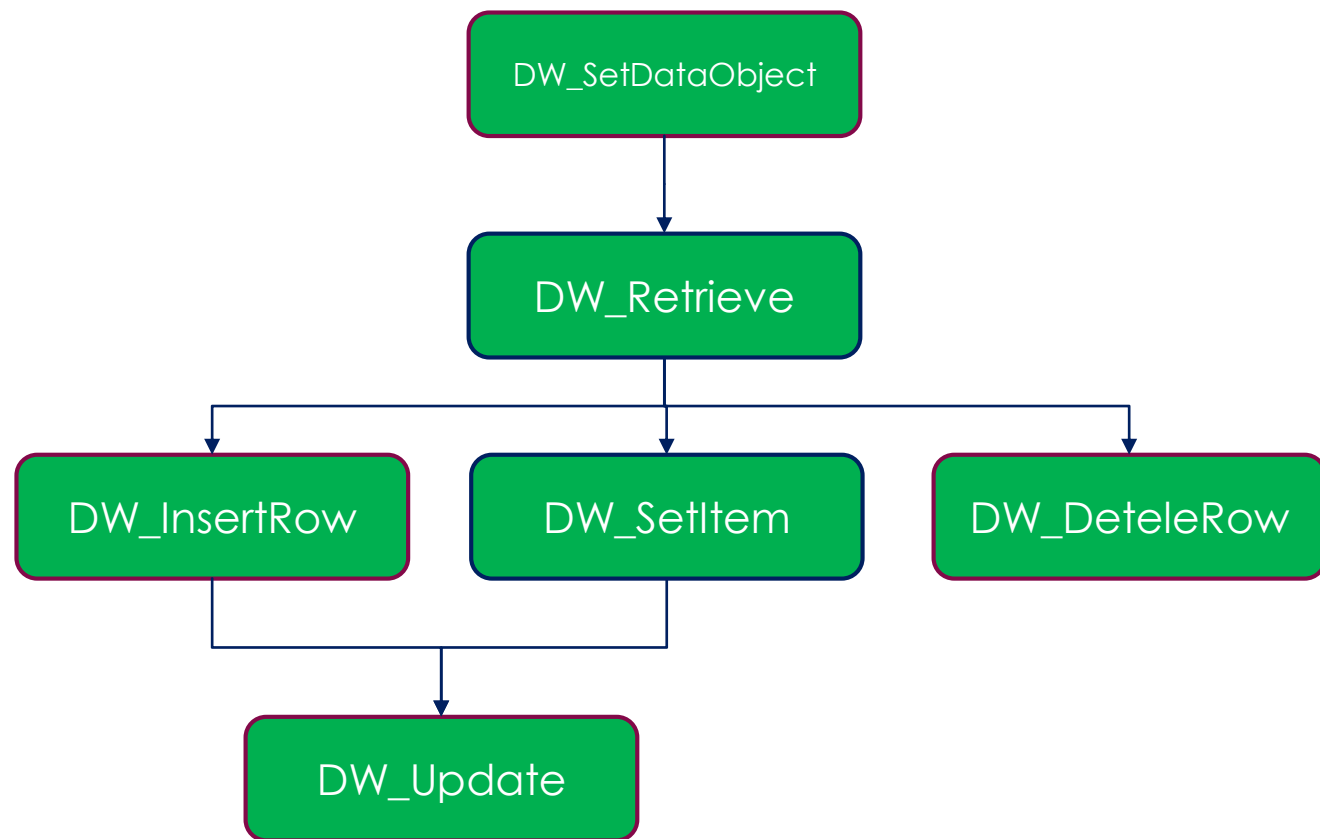 DW_SetDataObject
DW_Retrieve
DW_InsertRow
DW_SetItem
DW_DeteleRow
DW_Update